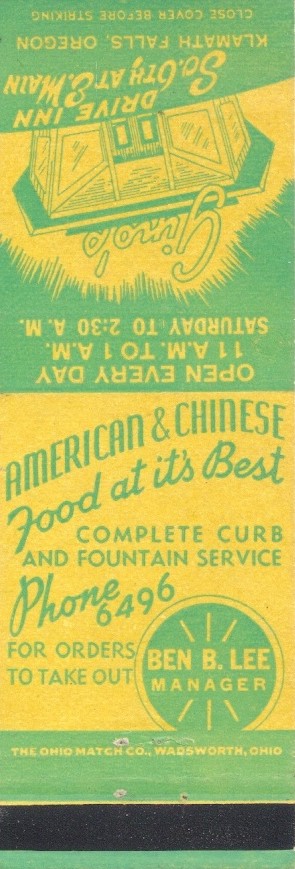 OPEN EVERY DAY
11 A.M. TO 1 A.M.
SATURDAY TO 2:30 A.M.
Gino's
DRIVE INN
So. 6TH AT E. MAIN
KLAMATH FALLS, OREGON
CLOSE COVER BEFORE STRIKING
AMERICAN & CHINESE
Food at it's Best
COMPLETE CURB
AND FOUNTAIN SERVICE
Phone 6496
FOR ORDERS
TO TAKE OUT
BEN B. LEE
MANAGER
THE OHIO MATCH CO., WADSWORTH, OHIO